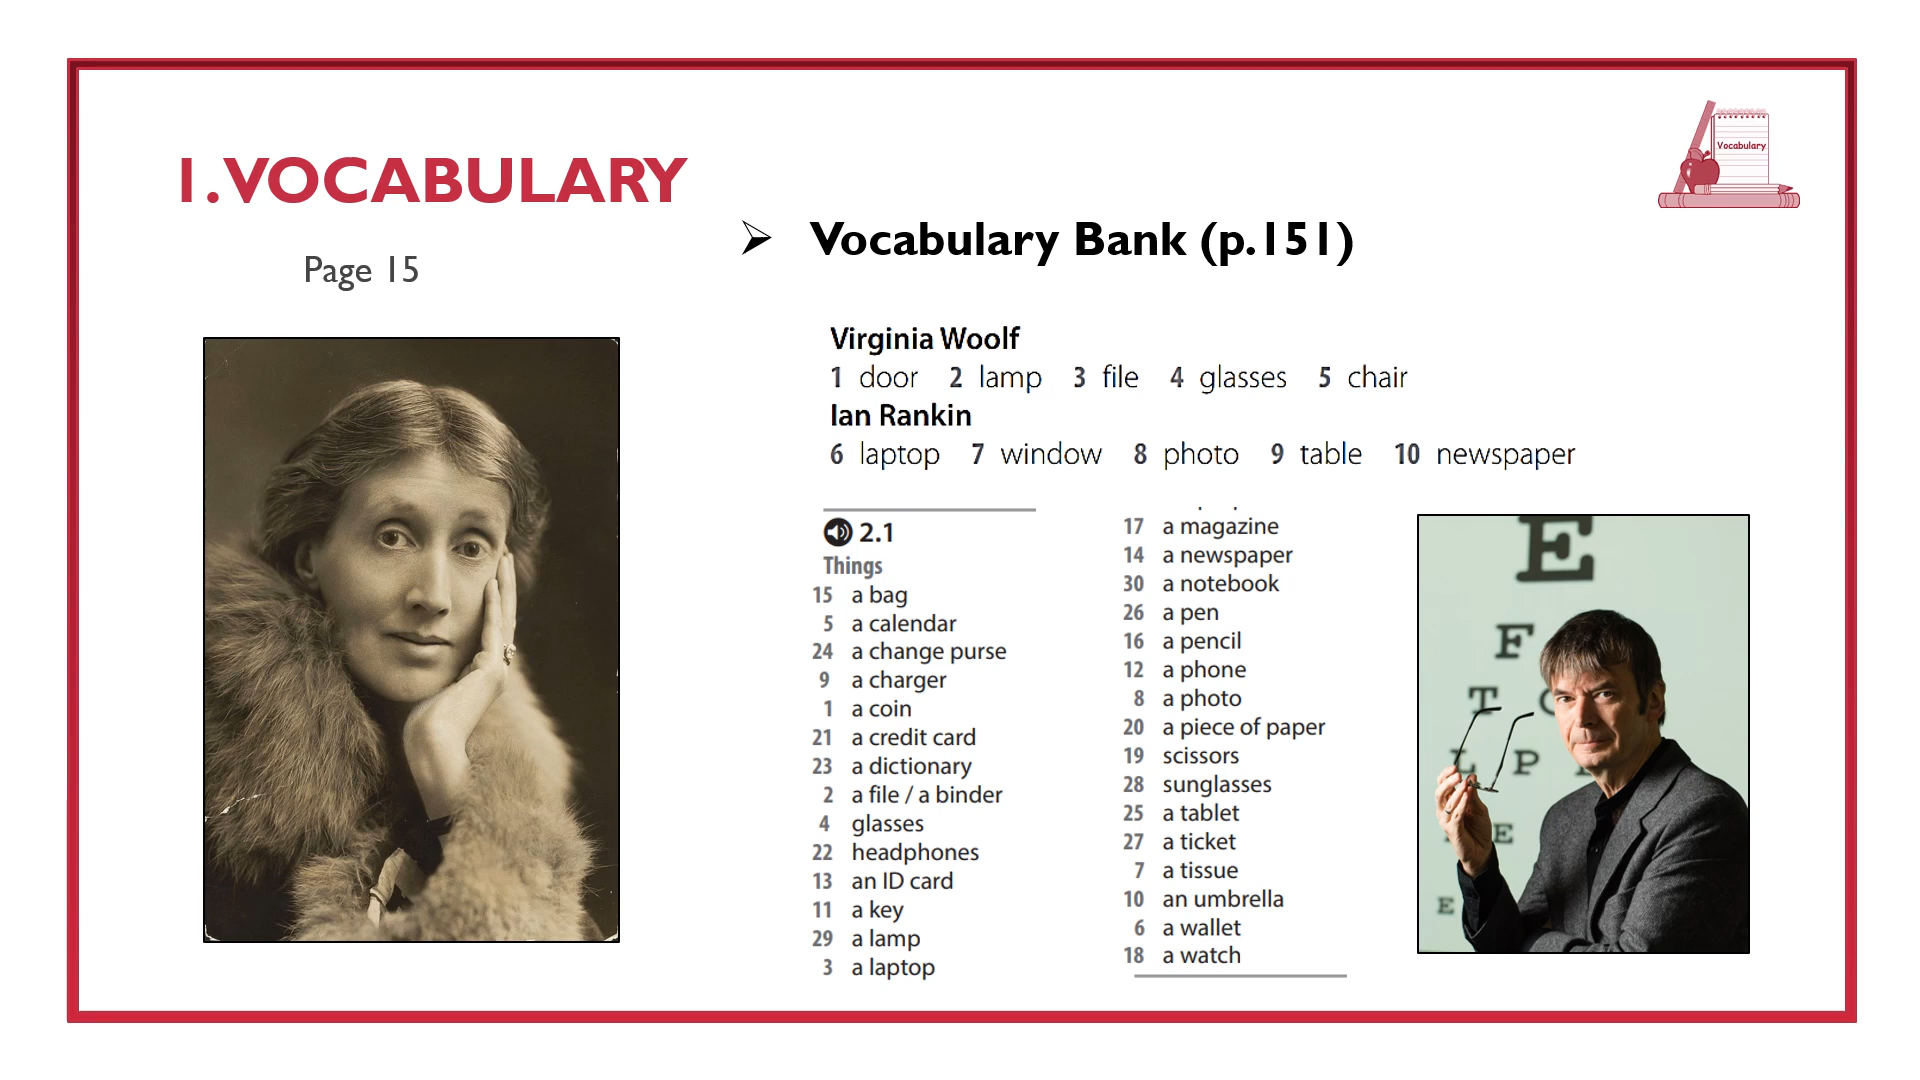 1. VOCABULARY
Page 15
Vocabulary
➢ Vocabulary Bank (p.151)
Virginia Woolf
1 door 2 lamp 3 file 4 glasses 5 chair
Ian Rankin
6 laptop 7 window 8 photo 9 table 10 newspaper
2.1
Things
15 a bag
5 a calendar
24 a change purse
9 a charger
1 a coin
21 a credit card
23 a dictionary
2 a file / a binder
4 glasses
22 headphones
13 an ID card
11 a key
29 a lamp
3 a laptop
17 a magazine
14 a newspaper
30 a notebook
26 a pen
16 a pencil
12 a phone
8 a photo
20 a piece of paper
19 scissors
28 sunglasses
25 a tablet
27 a ticket
7 a tissue
10 an umbrella
6 a wallet
18 a watch
E
F
T
L P
E
E